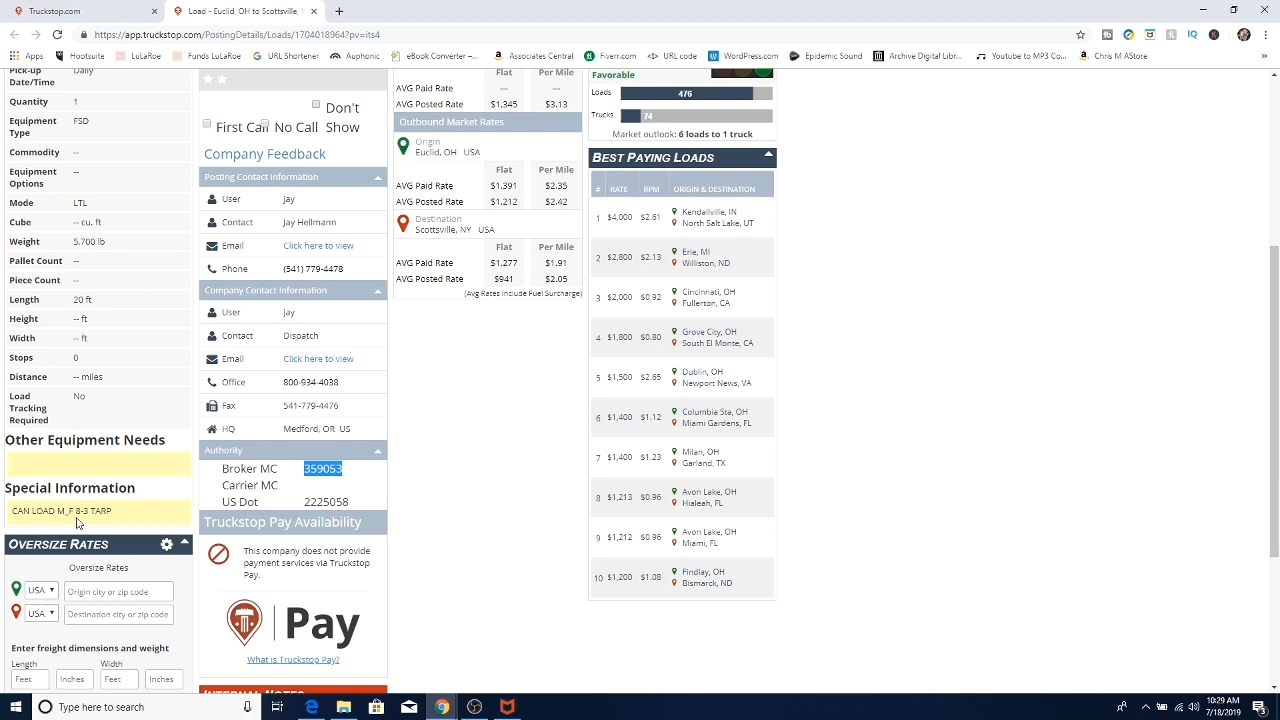 Truckstop.com
Load - Euclid, OH to Scottsville,
https://app.truckstop.com/PostingDetails/Loads/1704018964?pv=its4
Apps
Hootsuite
LulaRoe
Funds LulaRoe
URL Shortener
Auphonic
eBook Converter —
Associates Central
Fiverr.com
URL code
WordPress.com
Epidemic Sound
Archive Digital Libr...
Youtube to MP3 Co...
Chris M AStore
Pick-up Daily
Date/Time
Quantity 1
Equipment FSD
Type
Commodity --
Equipment --
Options
Mode LTL
Cube -- cu. ft
Weight 5,700 lb
Pallet Count --
Piece Count --
Length 20 ft
Height -- ft
Width -- ft
Stops 0
Distance -- miles
Load No
Tracking
Required
Other Equipment Needs
Special Information
CAN LOAD M_F 8-3 TARP
OVERSIZE RATES
Oversize Rates
USA Origin city or zip code
USA Destination city or zip code
Enter freight dimensions and weight
Length Width
Feet Inches Feet Inches
Don't
First Call No Call Show
Company Feedback
Posting Contact Information
User Jay
Contact Jay Hellmann
Email Click here to view
Phone (541) 779-4478
Company Contact Information
User jay
Contact Dispatch
Email Click here to view
Office 800-934-4038
Fax 541-779-4476
HQ Medford, OR US
Authority
Broker MC 359053
Carrier MC
US Dot 2225058
Truckstop Pay Availability
This company does not provide
payment services via Truckstop
Pay.
Pay
What is Truckstop Pay?
INTERNAL NOTES
Flat Per Mile
AVG Paid Rate --- ---
AVG Posted Rate $1,345 $3.13
Outbound Market Rates
Origin
Euclid, OH USA
Flat Per Mile
AVG Paid Rate $1,391 $2.35
AVG Posted Rate $1,212 $2.42
Destination
Scottsville, NY USA
Flat Per Mile
AVG Paid Rate $1,277 $1.91
AVG Posted Rate $941 $2.05
(Avg Rates Include Fuel Surcharge)
Favorable
Loads 476
Trucks 74
Market outlook: 6 loads to 1 truck
BEST PAYING LOADS
# RATE RPM ORIGIN & DESTINATION
1 $4,000 $2.61 Kendallville, IN
North Salt Lake, UT
2 $2,800 $2.13 Erie, MI
Williston, ND
3 $2,000 $0.92 Cincinnati, OH
Fullerton, CA
4 $1,800 $0.80 Grove City, OH
South El Monte, CA
5 $1,500 $2.65 Dublin, OH
Newport News, VA
6 $1,400 $1.12 Columbia Sta, OH
Miami Gardens, FL
7 $1,400 $1.23 Milan, OH
Garland, TX
8 $1,213 $0.96 Avon Lake, OH
Hialeah, FL
9 $1,212 $0.96 Avon Lake, OH
Miami, FL
10 $1,200 $1.08 Findlay, OH
Bismarck, ND
Type here to search
10:29 AM
7/18/2019